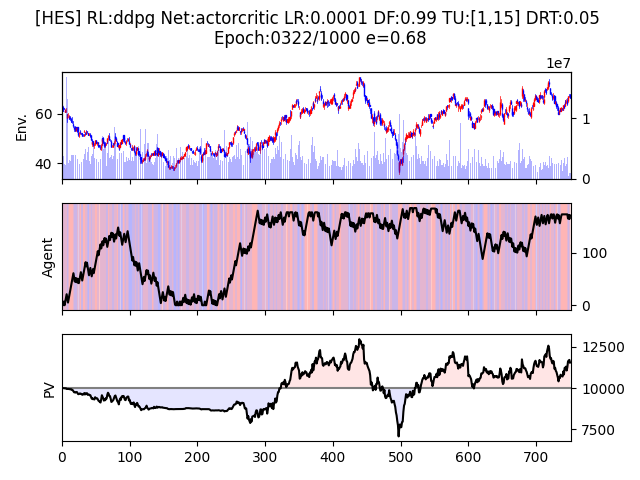 [HES] RL:ddpg Net:actorcritic LR:0.0001 DF:0.99 TU:[1,15] DRT:0.05
Epoch:0322/1000 e=0.68
1e7
Env.
60
40
1
0
Agent
100
0
PV
12500
10000
7500
0 100 200 300 400 500 600 700